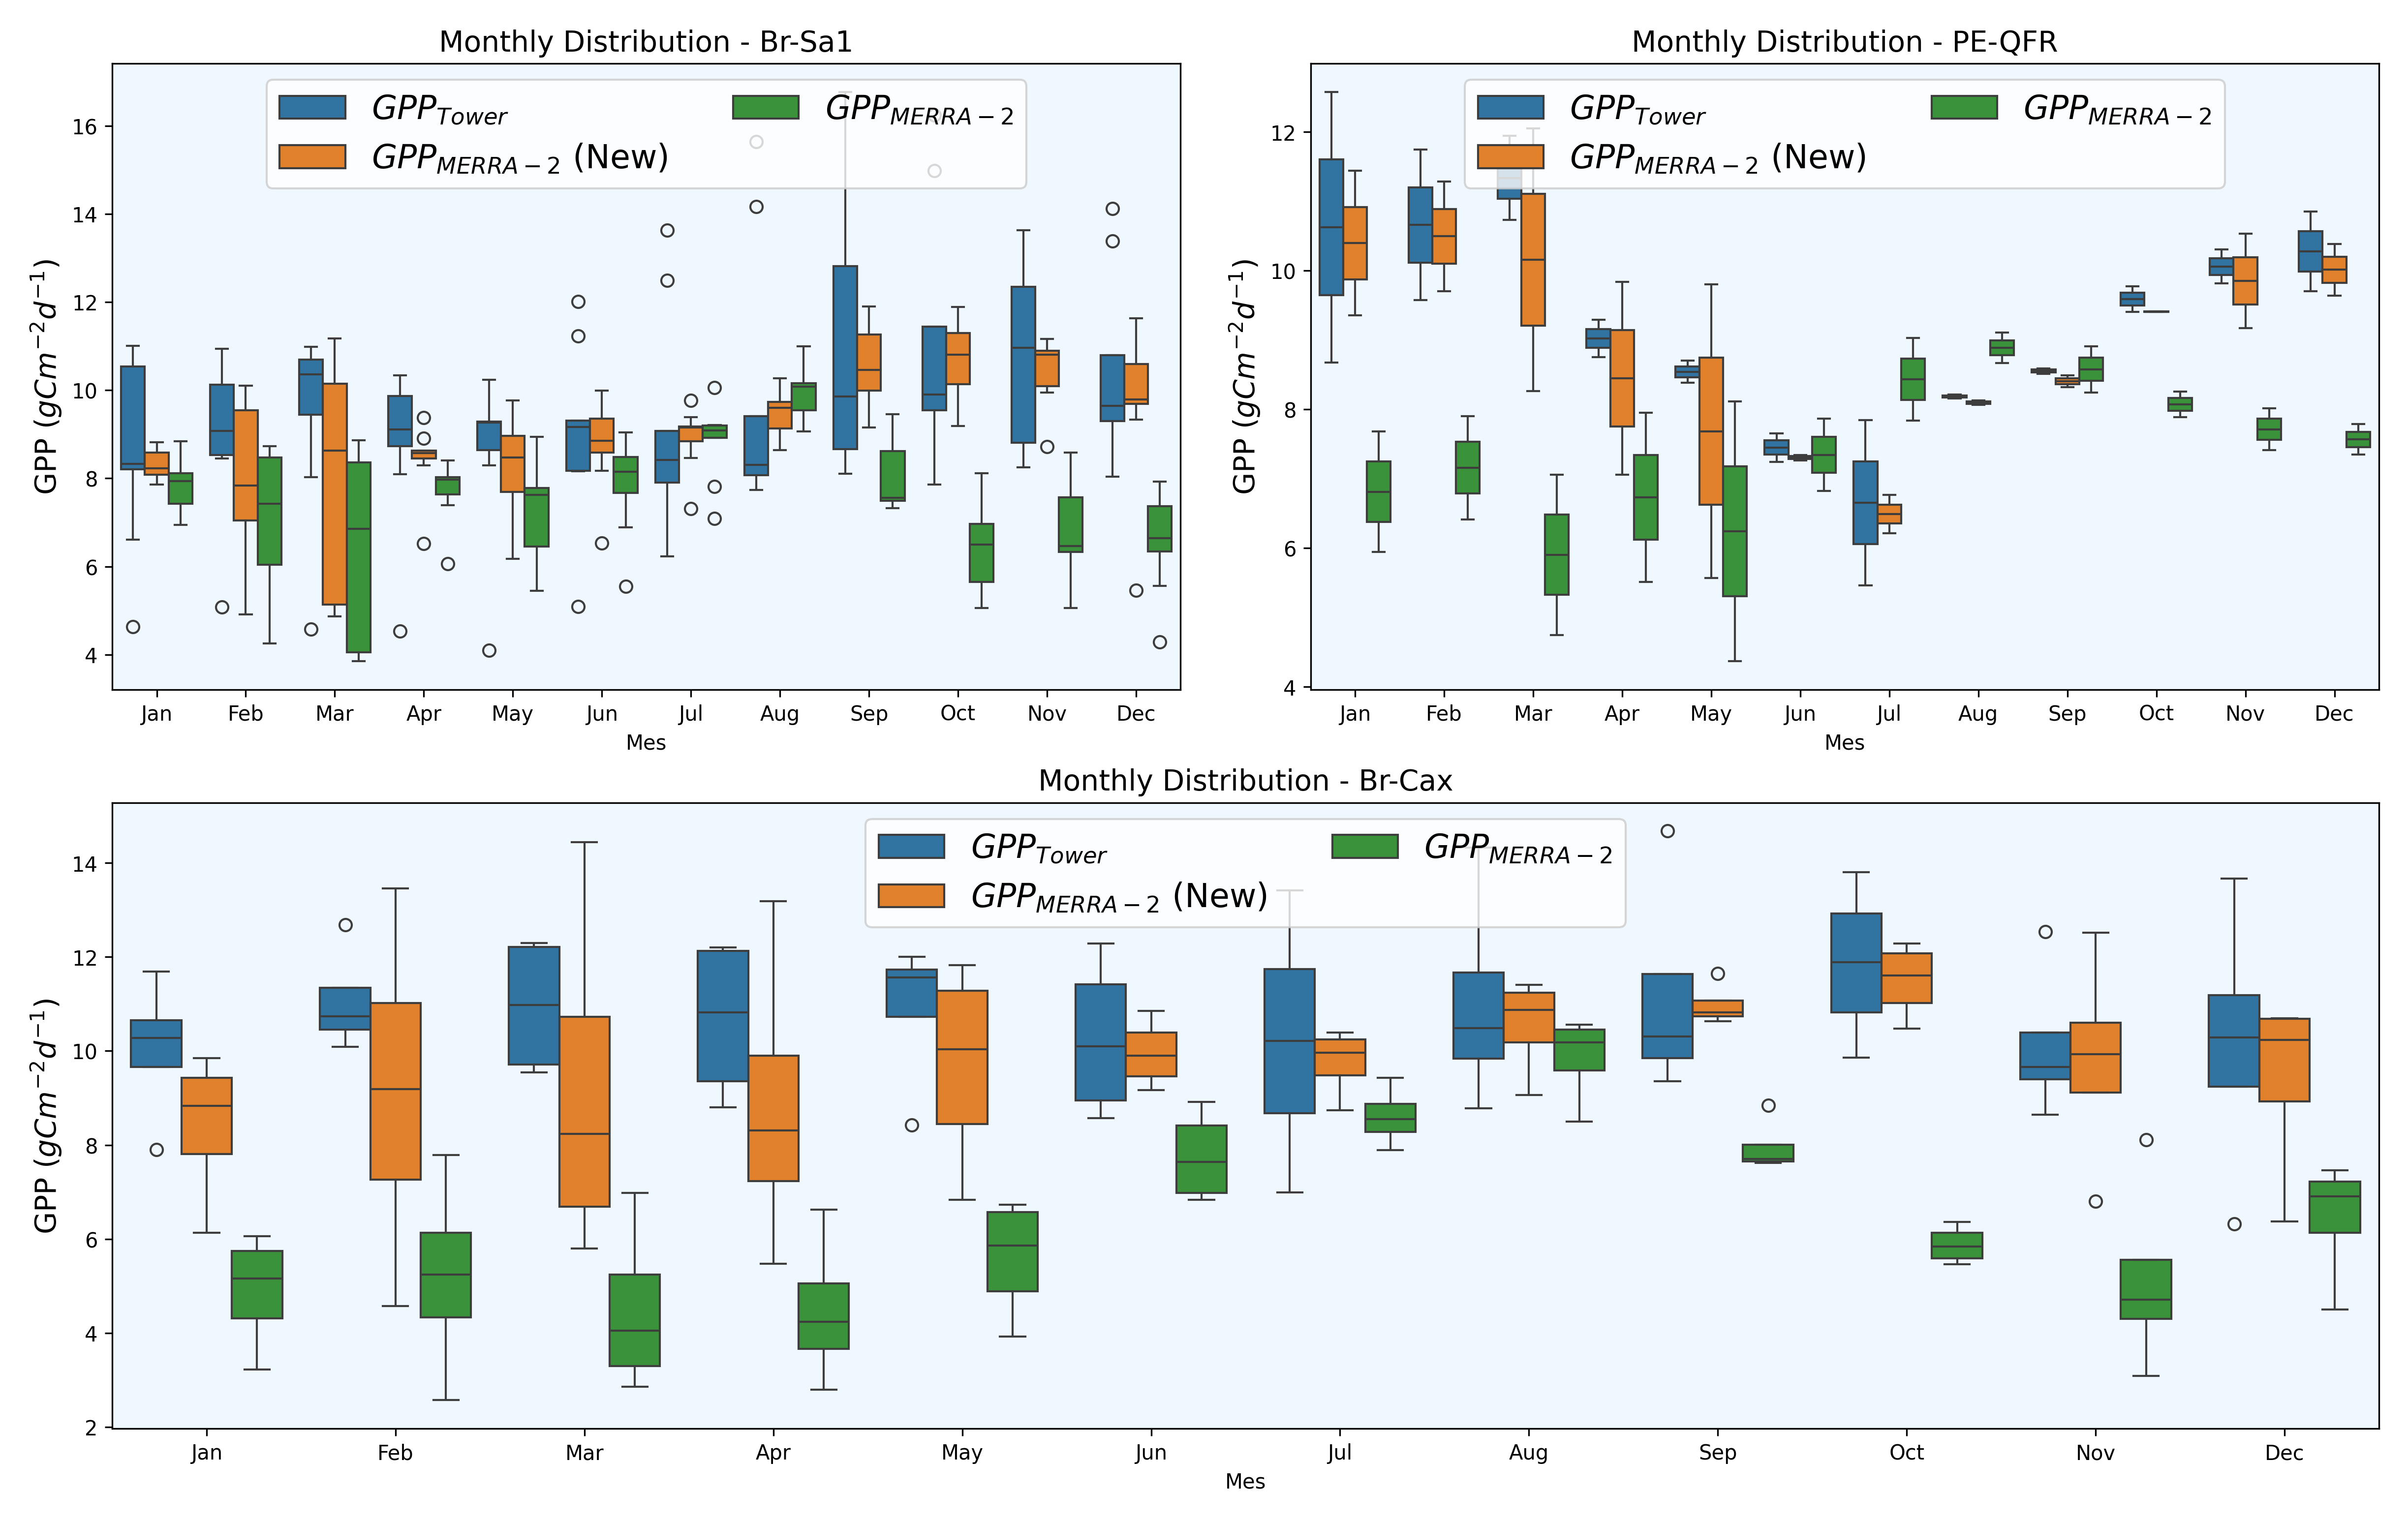 Monthly Distribution - Br-Sa1
GPP_Tower
GPP_MERRA−2 (New)
GPP_MERRA−2
GPP (gCm⁻²d⁻¹)
16
14
12
10
8
6
4
Jan Feb Mar Apr May Jun Jul Aug Sep Oct Nov Dec
Mes
Monthly Distribution - PE-QFR
GPP_Tower
GPP_MERRA−2 (New)
GPP_MERRA−2
GPP (gCm⁻²d⁻¹)
12
10
8
6
4
Jan Feb Mar Apr May Jun Jul Aug Sep Oct Nov Dec
Mes
Monthly Distribution - Br-Cax
GPP_Tower
GPP_MERRA−2 (New)
GPP_MERRA−2
GPP (gCm⁻²d⁻¹)
14
12
10
8
6
4
2
Jan Feb Mar Apr May Jun Jul Aug Sep Oct Nov Dec
Mes